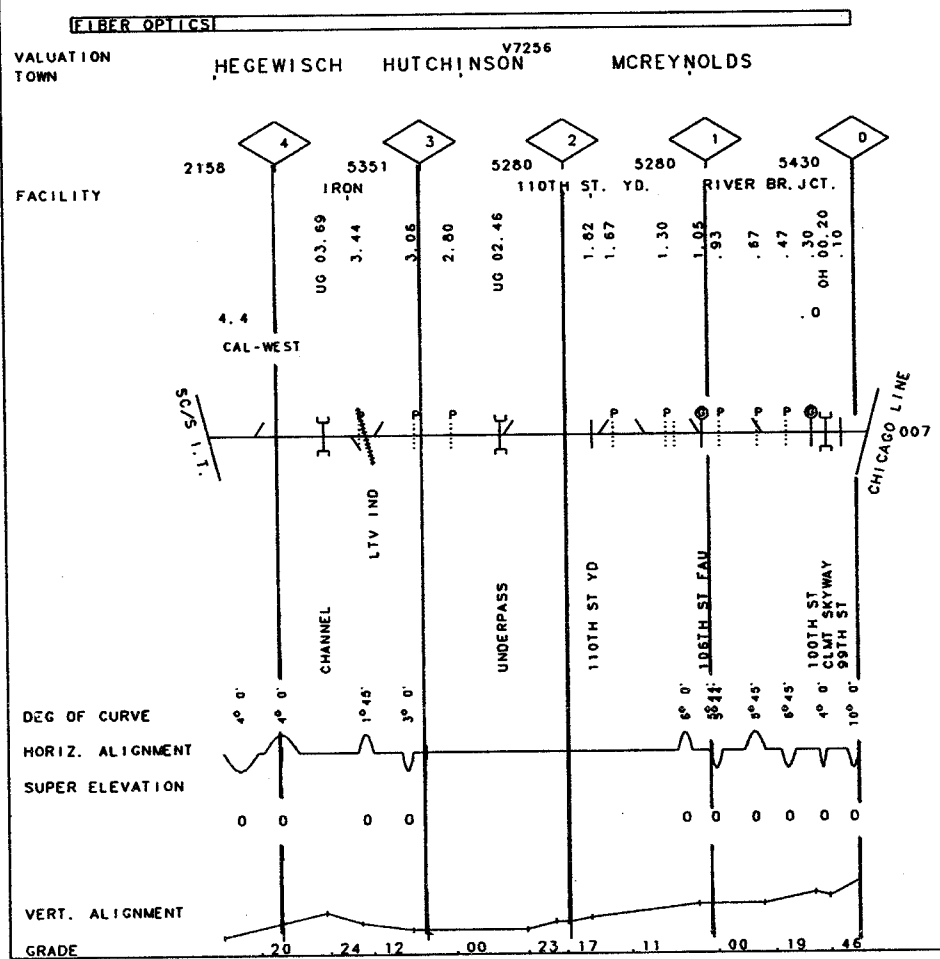 FIBER OPTICS
VALUATION V7256
TOWN HEGEWISCH HUTCHINSON MCREYNOLDS
4 3 2 1 0
2158 5351 5280 5280 5430
FACILITY IRON 110TH ST. YD. RIVER BR. JCT.
UG 03.69 3.44 3.06 2.80 UG 02.46 1.82 1.67 1.30 1.05 .93 .67 .47 .30 OH 00.20 .10
4.4 .0
CAL-WEST
P P P P P P P P
SC/S I.T. CHICAGO LINE 007
LTV IND
CHANNEL UNDERPASS 110TH ST YD 106TH ST FAU 100TH ST CLMT SKYWAY 99TH ST
DEG OF CURVE 4° 0' 4° 0' 1° 45' 3° 0' 6° 0' 5° 45' 6° 45' 4° 0' 10° 0'
HORIZ. ALIGNMENT
SUPER ELEVATION
0 0 0 0 0 0 0 0 0 0
VERT. ALIGNMENT
GRADE .20 .24 .12 .00 .23 .17 .11 .00 .19 .46